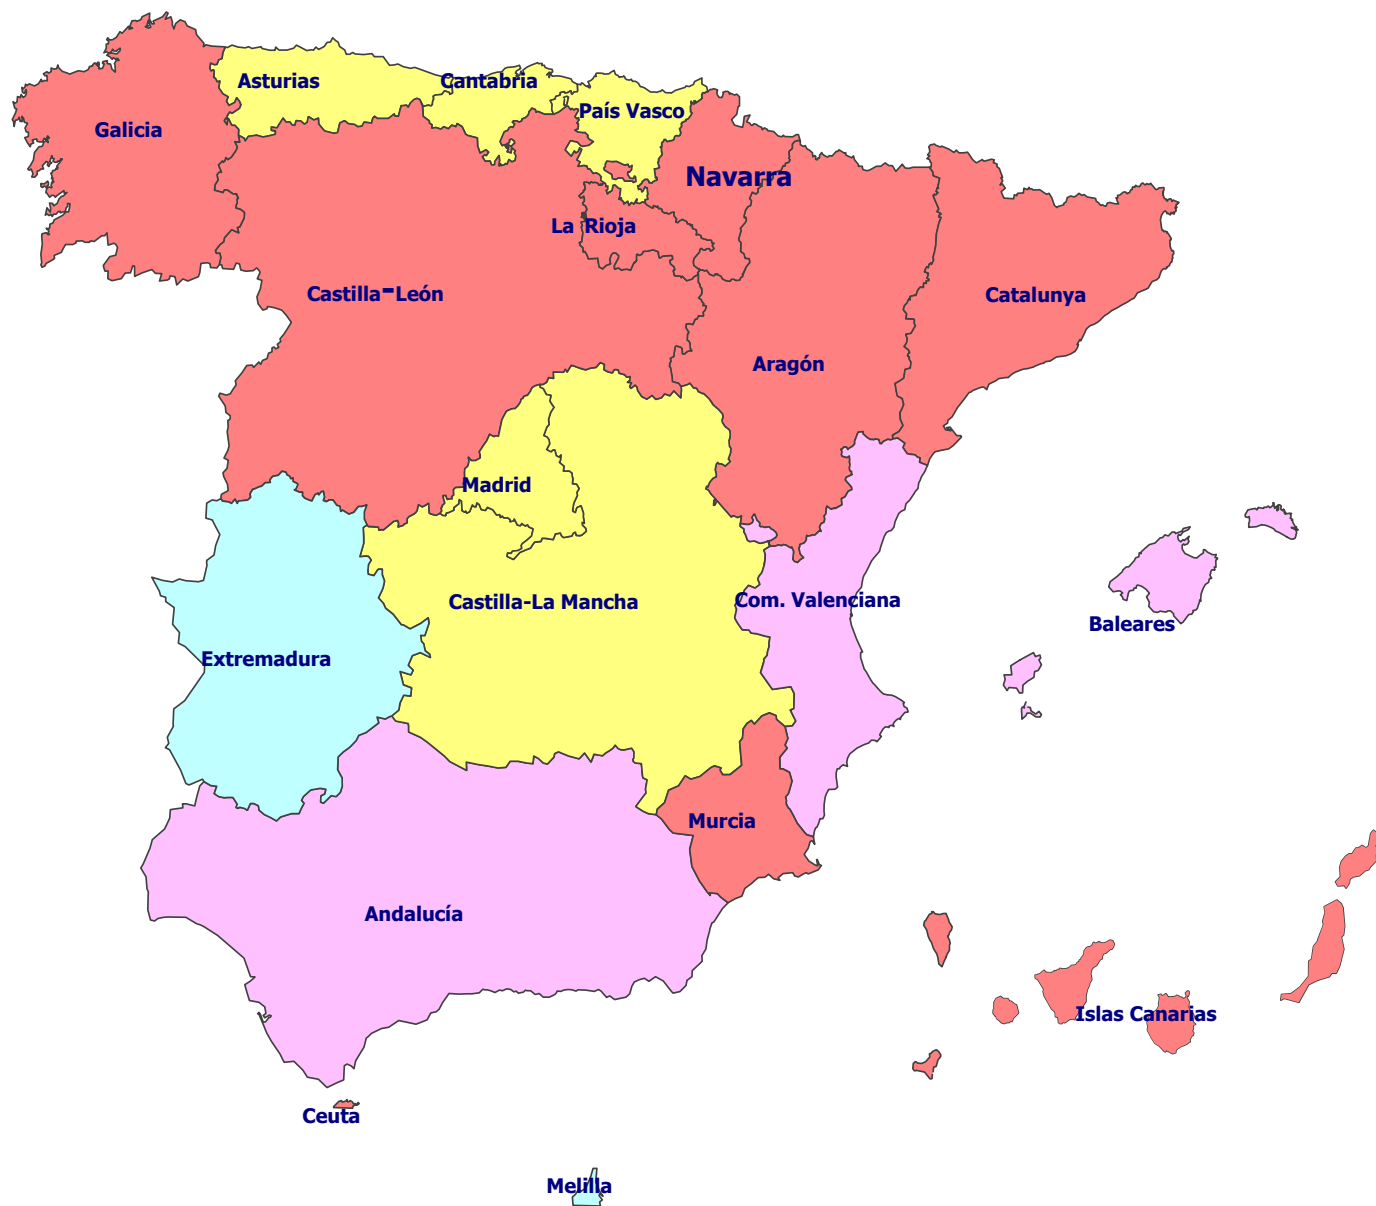 Asturias
Cantabria
País Vasco
Galicia
Navarra
La Rioja
Castilla-León
Catalunya
Aragón
Madrid
Castilla-La Mancha
Com. Valenciana
Baleares
Extremadura
Murcia
Andalucía
Islas Canarias
Ceuta
Melilla